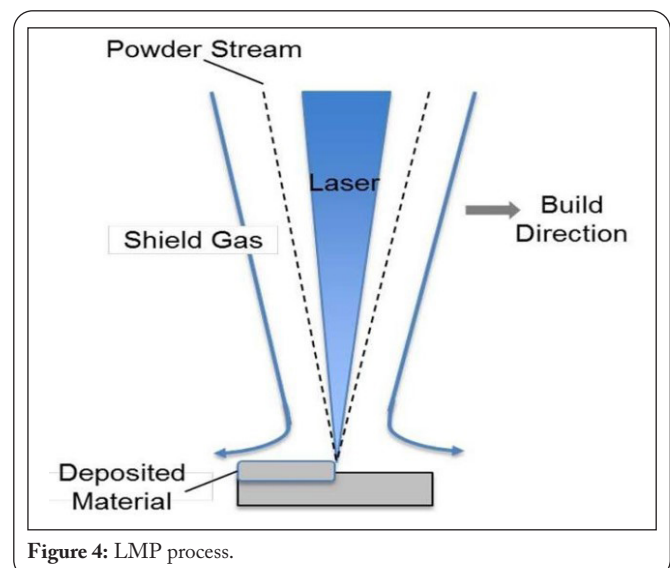 Powder Stream
Laser
Shield Gas
Build
Direction
Deposited
Material
Figure 4: LMP process.